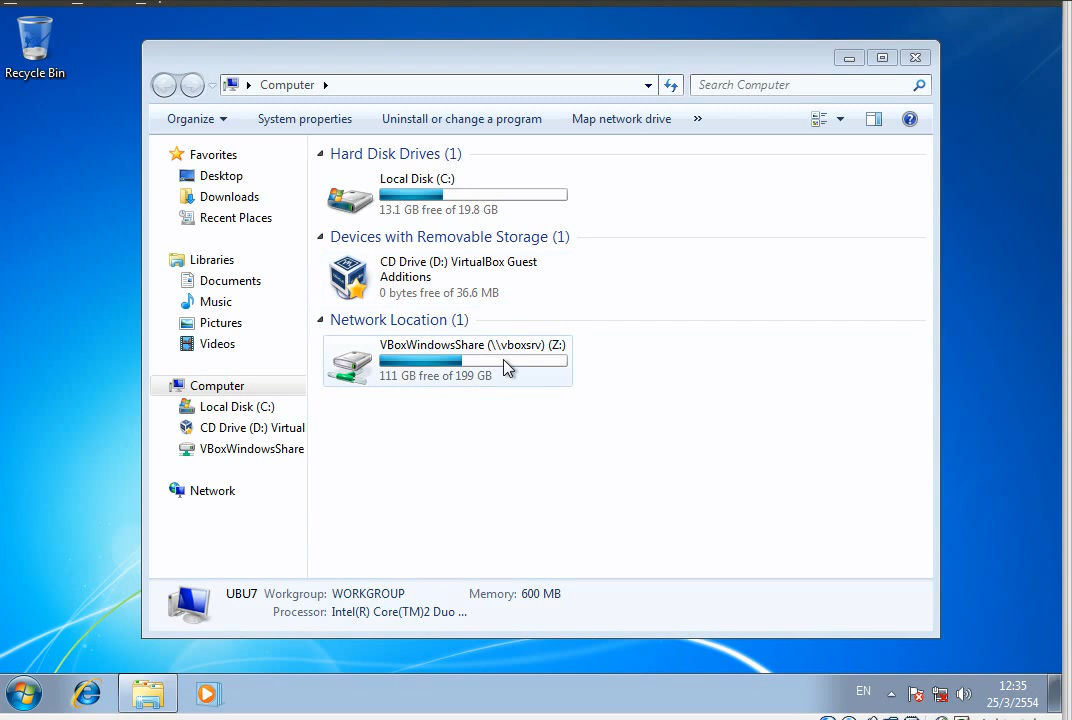 Recycle Bin
Computer
Search Computer
Organize
System properties
Uninstall or change a program
Map network drive
»
Favorites
Desktop
Downloads
Recent Places
Libraries
Documents
Music
Pictures
Videos
Computer
Local Disk (C:)
CD Drive (D:) Virtual
VBoxWindowsShare
Network
Hard Disk Drives (1)
Local Disk (C:)
13.1 GB free of 19.8 GB
Devices with Removable Storage (1)
CD Drive (D:) VirtualBox Guest
Additions
0 bytes free of 36.6 MB
Network Location (1)
VBoxWindowsShare (\\vboxsrv) (Z:)
111 GB free of 199 GB
UBU7 Workgroup: WORKGROUP Memory: 600 MB
Processor: Intel(R) Core(TM)2 Duo ...
EN
12:35
25/3/2554